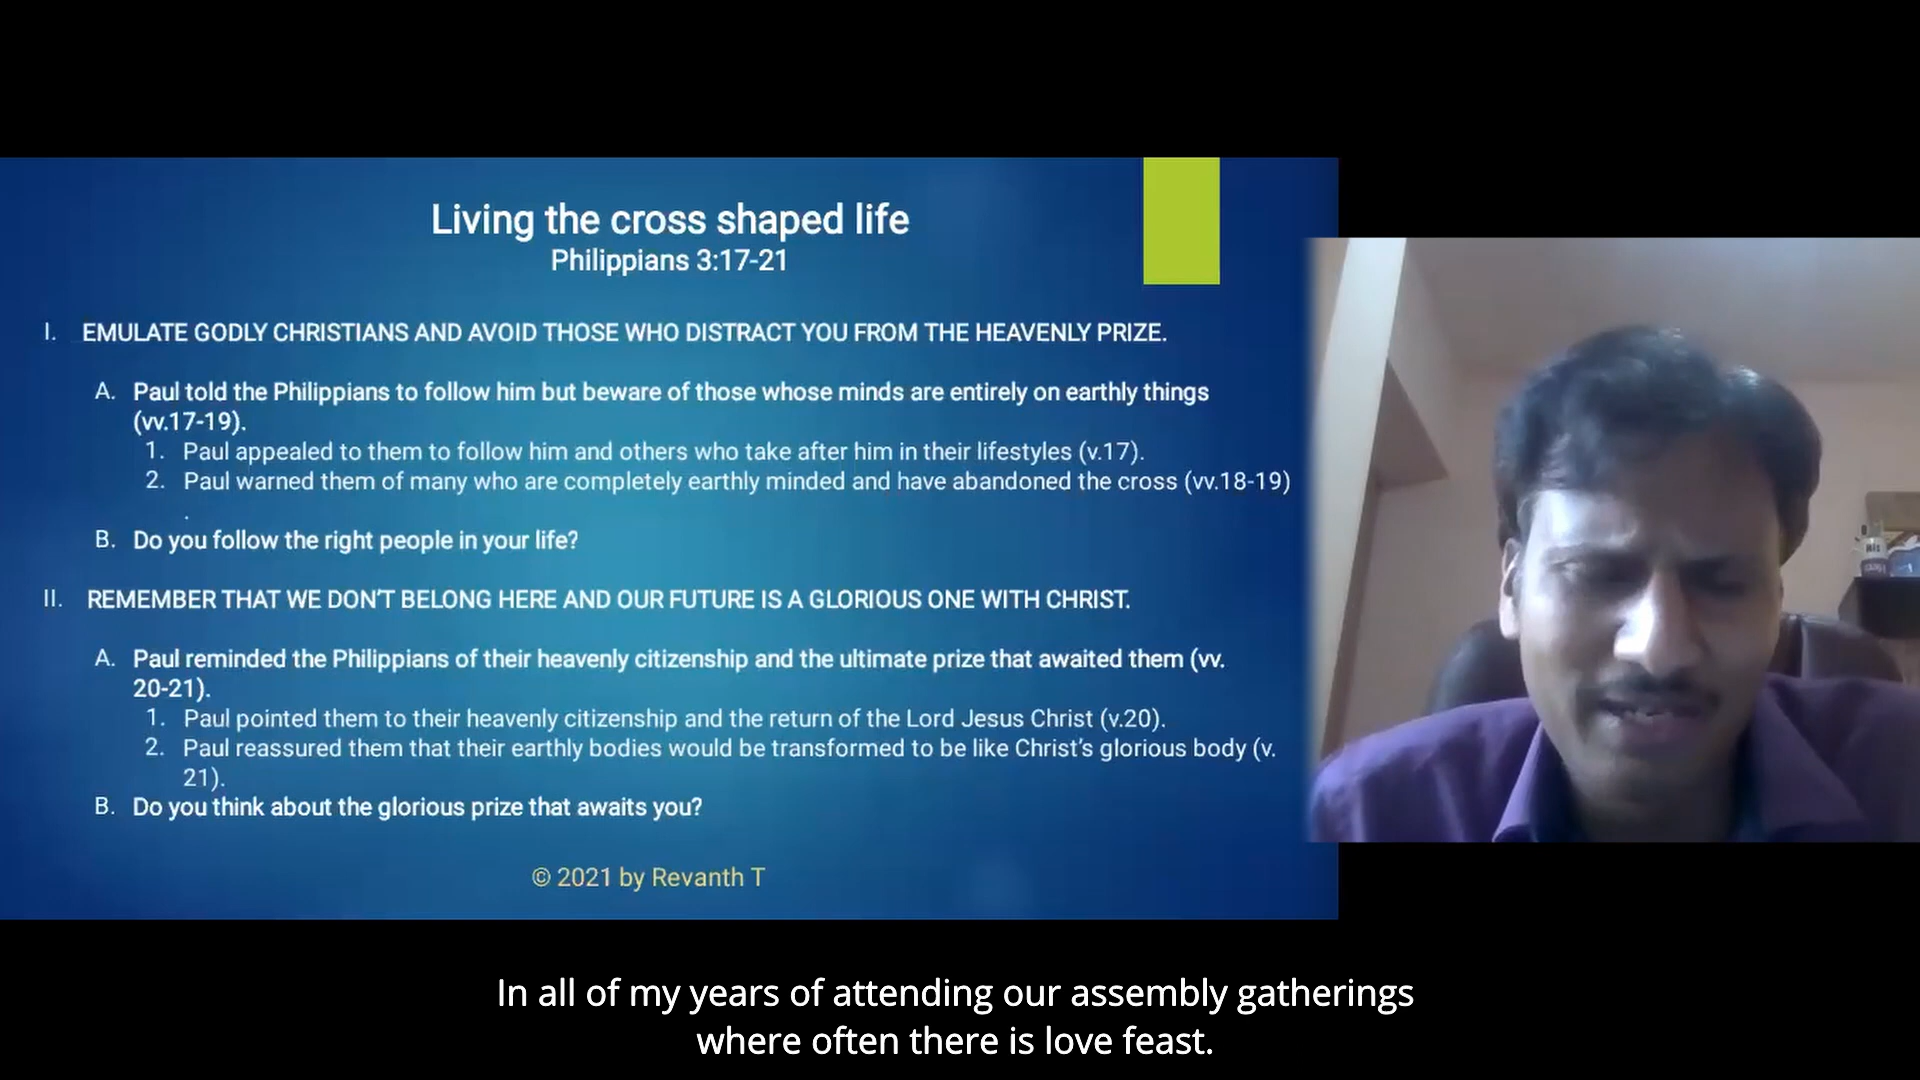 Living the cross shaped life
Philippians 3:17-21
I. EMULATE GODLY CHRISTIANS AND AVOID THOSE WHO DISTRACT YOU FROM THE HEAVENLY PRIZE.
A. Paul told the Philippians to follow him but beware of those whose minds are entirely on earthly things
(vv.17-19).
1. Paul appealed to them to follow him and others who take after him in their lifestyles (v.17).
2. Paul warned them of many who are completely earthly minded and have abandoned the cross (vv.18-19)
.
B. Do you follow the right people in your life?
II. REMEMBER THAT WE DON'T BELONG HERE AND OUR FUTURE IS A GLORIOUS ONE WITH CHRIST.
A. Paul reminded the Philippians of their heavenly citizenship and the ultimate prize that awaited them (vv.
20-21).
1. Paul pointed them to their heavenly citizenship and the return of the Lord Jesus Christ (v.20).
2. Paul reassured them that their earthly bodies would be transformed to be like Christ's glorious body (v.
21).
B. Do you think about the glorious prize that awaits you?
© 2021 by Revanth T
In all of my years of attending our assembly gatherings
where often there is love feast.